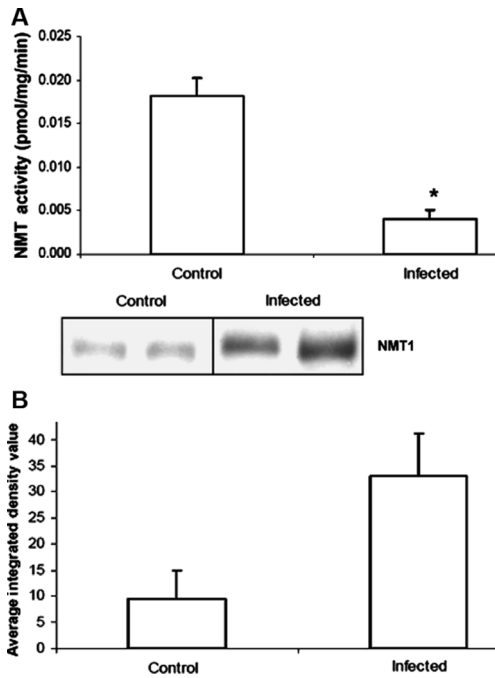 A
NMT activity (pmol/mg/min)
0.025
0.020
0.015
0.010
0.005
0.000
*
Control Infected
Control Infected
NMT1
B
Average integrated density value
40
35
30
25
20
15
10
5
0
Control Infected